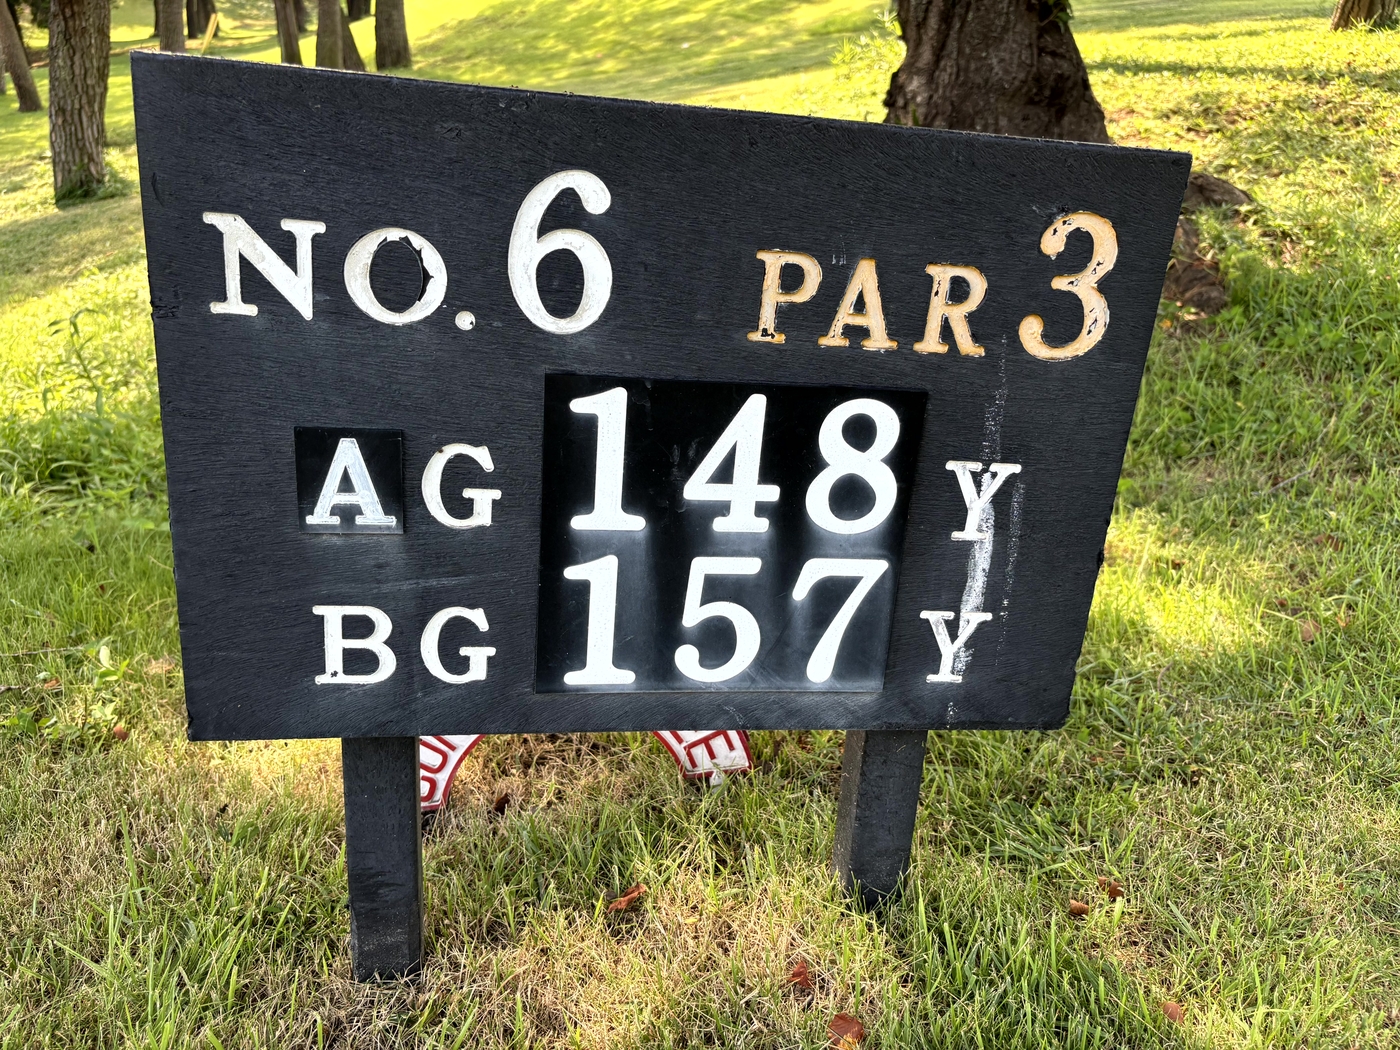 NO. 6 PAR 3
AG 148 Y
BG 157 Y